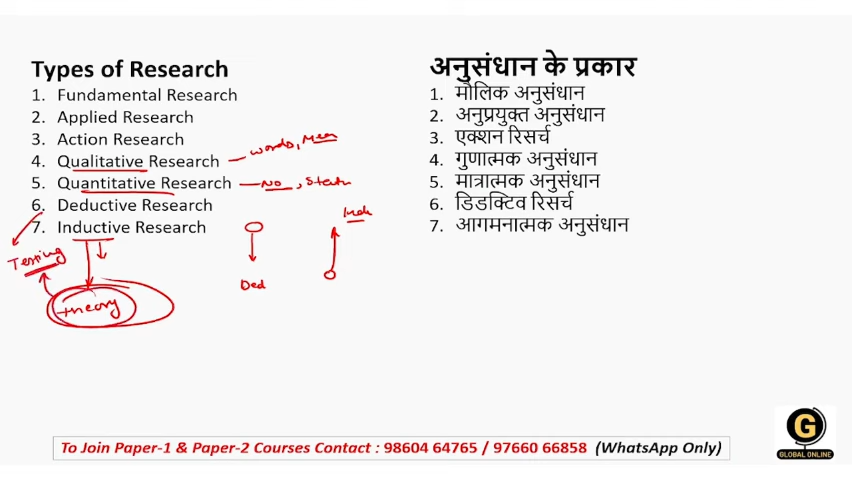 Types of Research
1. Fundamental Research
2. Applied Research
3. Action Research
4. Qualitative Research
words, Mean
5. Quantitative Research
No, Stats
6. Deductive Research
7. Inductive Research
Testing
theory
Ded
Indu
अनुसंधान के प्रकार
1. मौलिक अनुसंधान
2. अनुप्रयुक्त अनुसंधान
3. एक्शन रिसर्च
4. गुणात्मक अनुसंधान
5. मात्रात्मक अनुसंधान
6. डिडक्टिव रिसर्च
7. आगमनात्मक अनुसंधान
To Join Paper-1 & Paper-2 Courses Contact : 98604 64765 / 97660 66858 (WhatsApp Only)
G
GLOBAL ONLINE